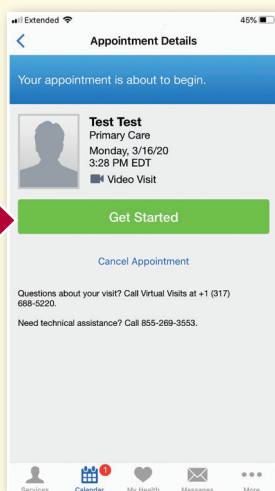 Extended 45%
Appointment Details
Your appointment is about to begin.
Test Test
Primary Care
Monday, 3/16/20
3:28 PM EDT
Video Visit
Get Started
Cancel Appointment
Questions about your visit? Call Virtual Visits at +1 (317)
688-5220.
Need technical assistance? Call 855-269-3553.
1
Services Calendar My Health Messages More